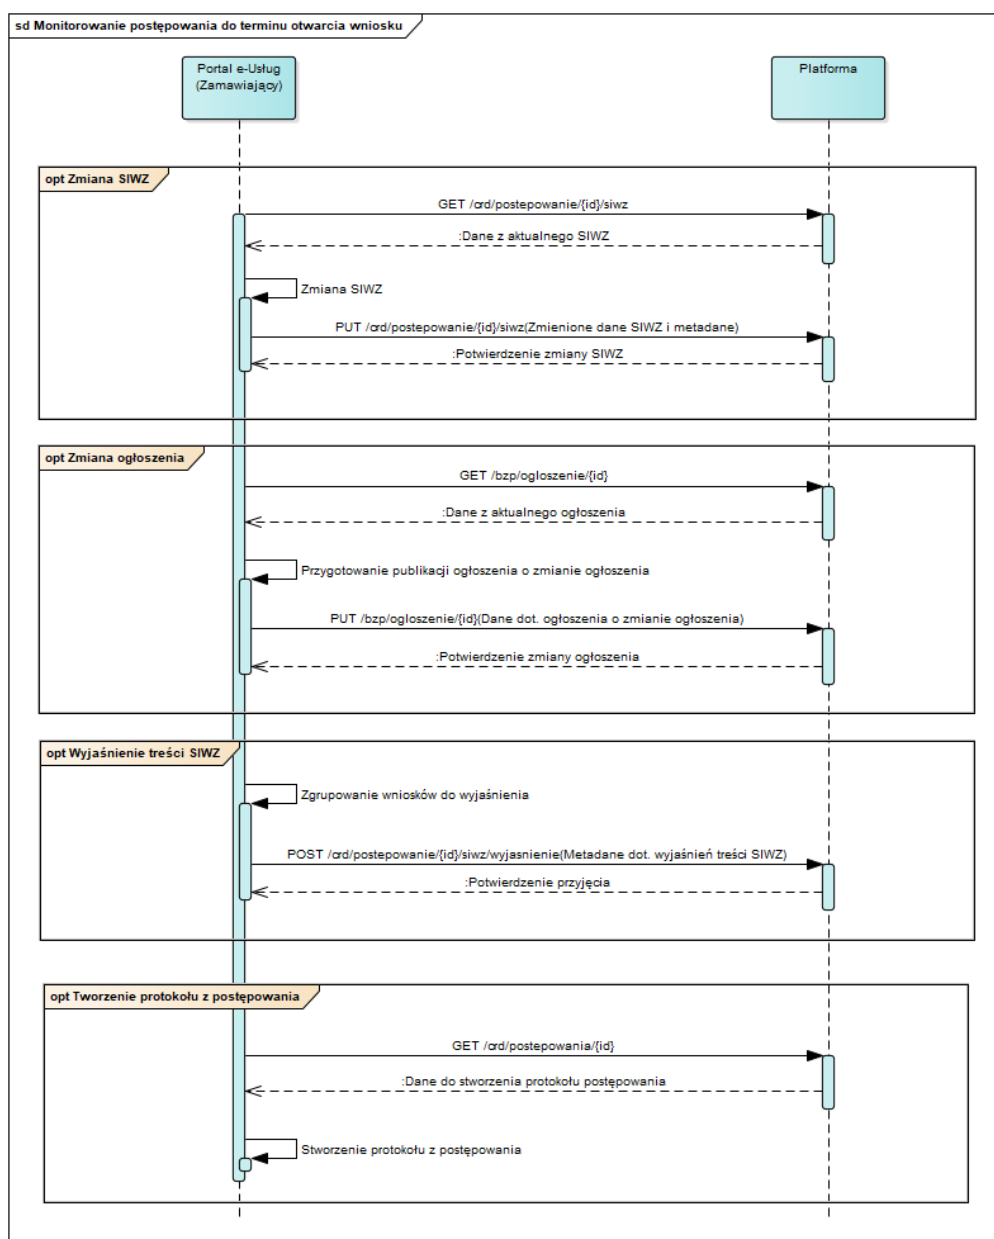 sd Monitorowanie postępowania do terminu otwarcia wniosku
Portal e-Usług
(Zamawiający)
Platforma
opt Zmiana SIWZ
GET /crd/postepowanie/{id}/siwz
:Dane z aktualnego SIWZ
Zmiana SIWZ
PUT /crd/postepowanie/{id}/siwz(Zmienione dane SIWZ i metadane)
:Potwierdzenie zmiany SIWZ
opt Zmiana ogłoszenia
GET /bzp/ogloszenie/{id}
:Dane z aktualnego ogłoszenia
Przygotowanie publikacji ogłoszenia o zmianie ogłoszenia
PUT /bzp/ogloszenie/{id}(Dane dot. ogłoszenia o zmianie ogłoszenia)
:Potwierdzenie zmiany ogłoszenia
opt Wyjaśnienie treści SIWZ
Zgrupowanie wniosków do wyjaśnienia
POST /crd/postepowanie/{id}/siwz/wyjasnienie(Metadane dot. wyjaśnień treści SIWZ)
:Potwierdzenie przyjęcia
opt Tworzenie protokołu z postępowania
GET /crd/postepowania/{id}
:Dane do stworzenia protokołu postępowania
Stworzenie protokołu z postępowania